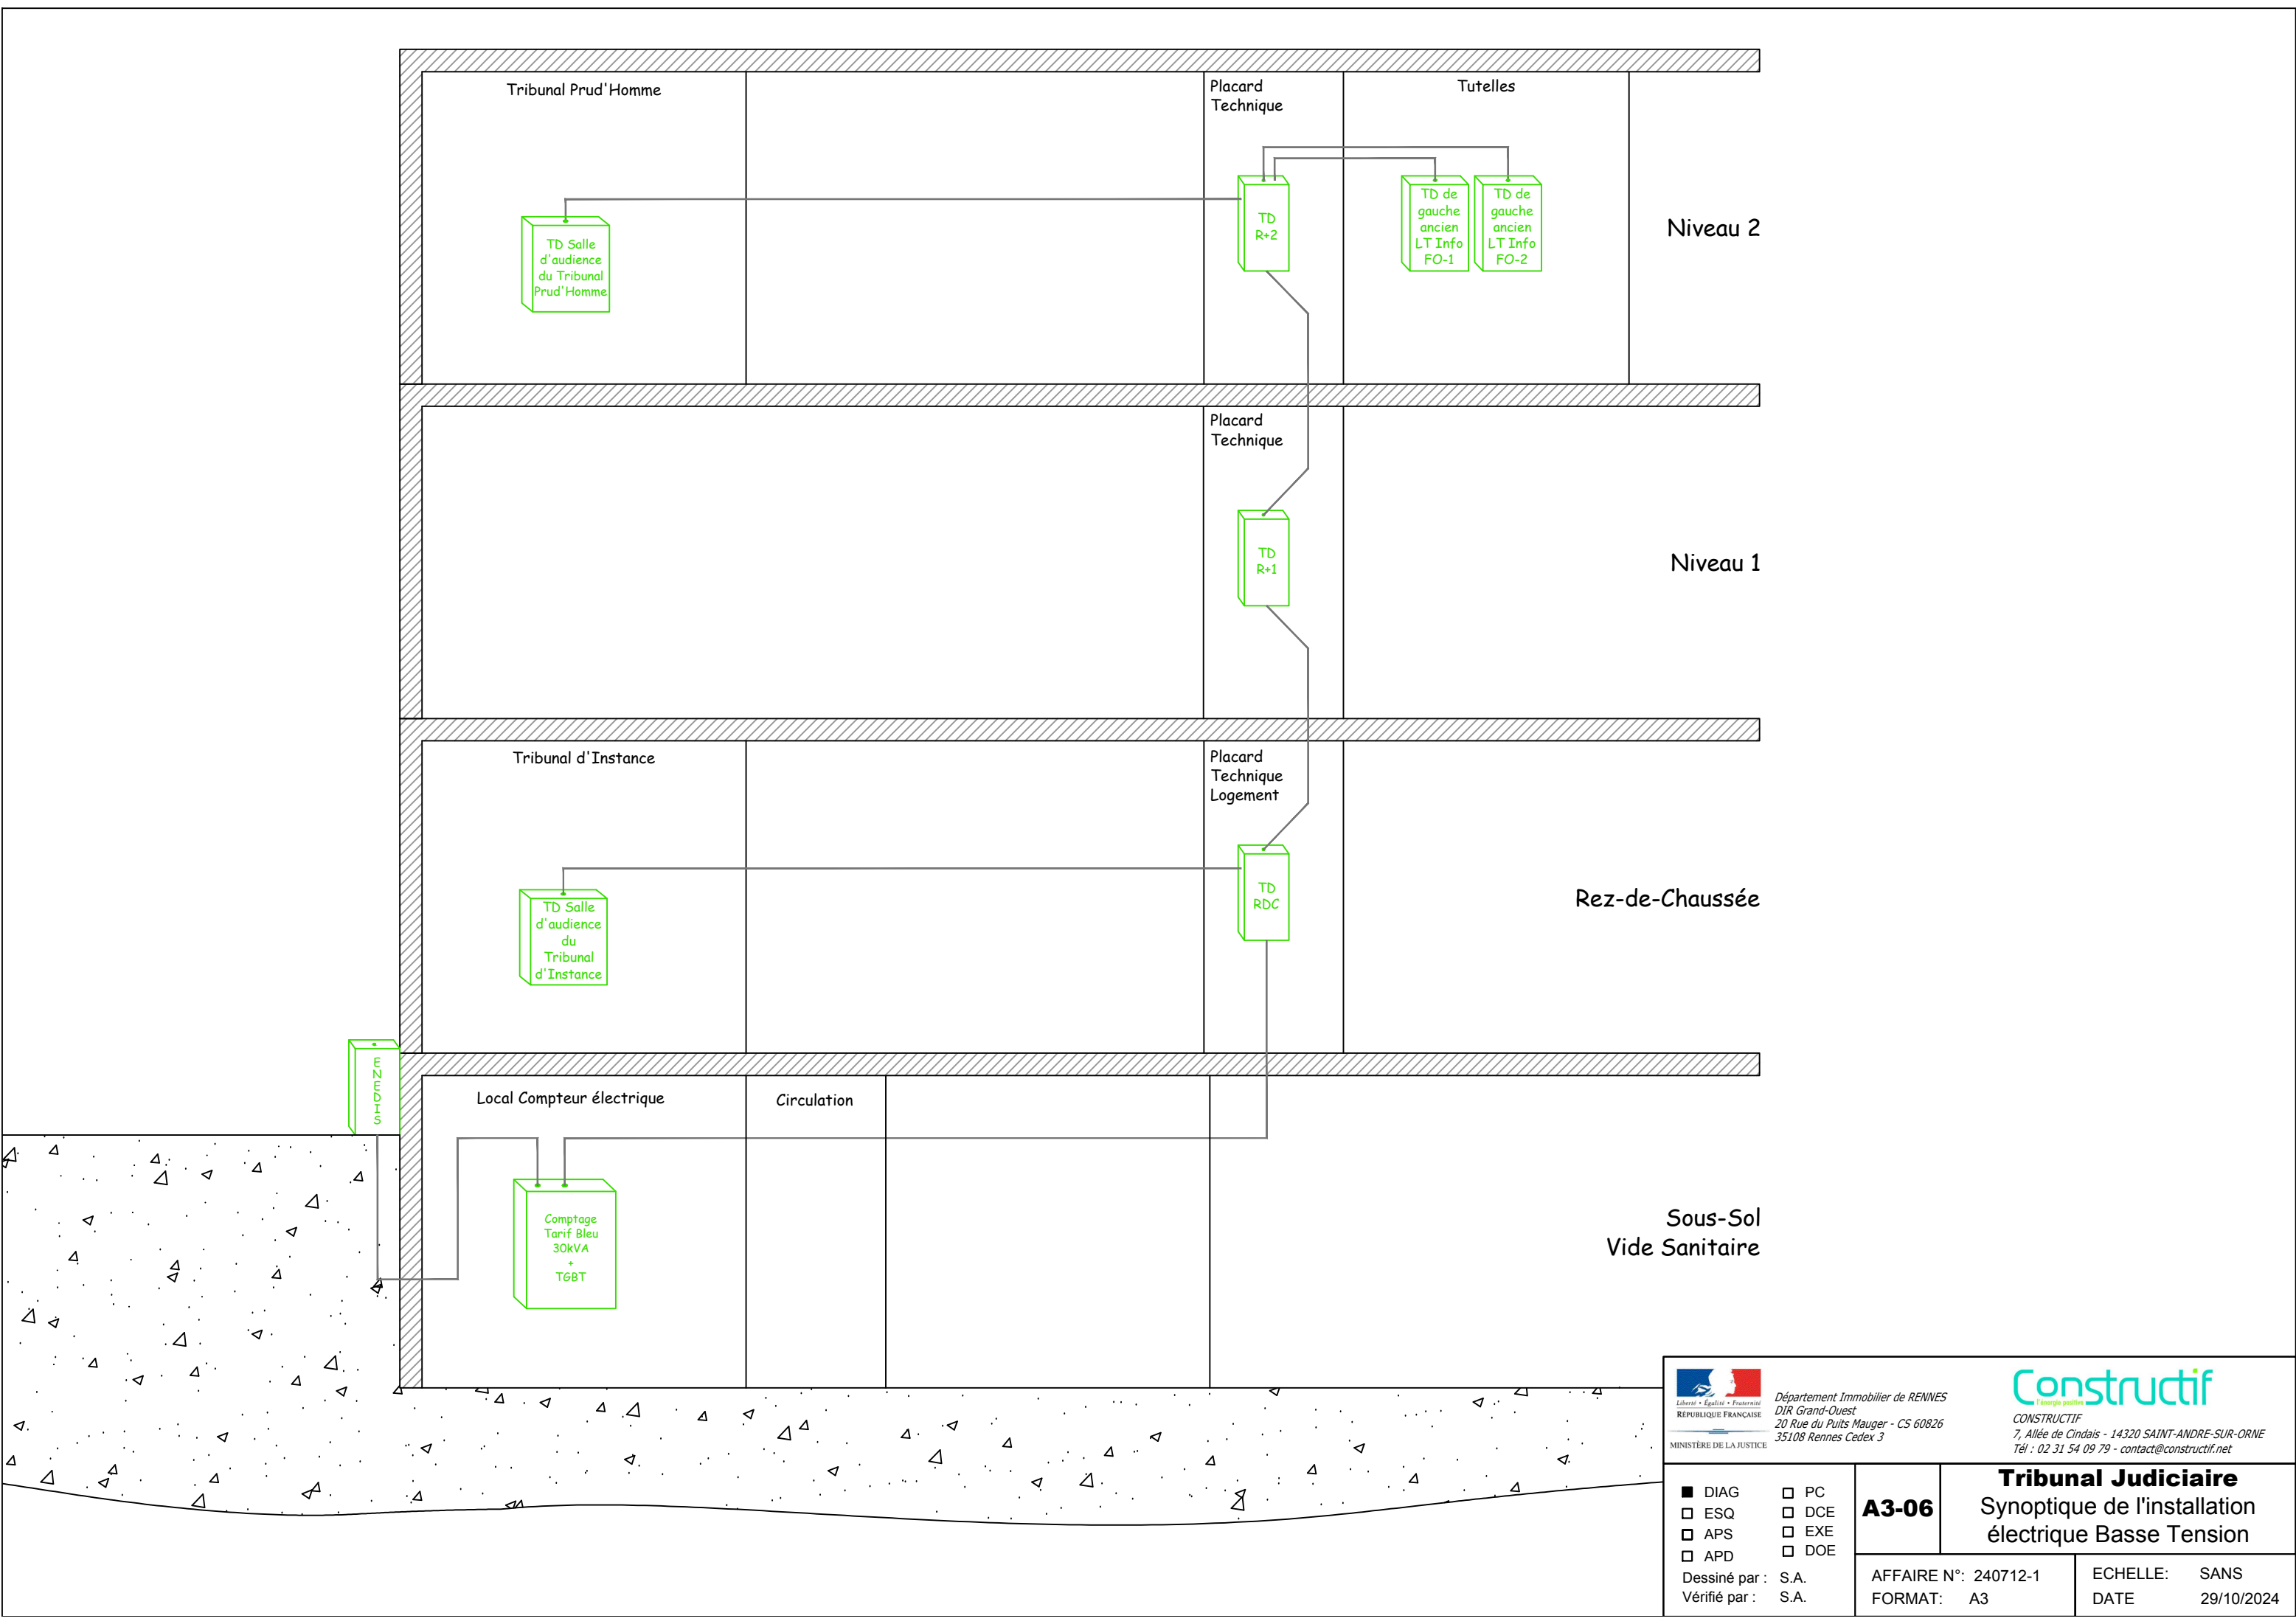 Tribunal Prud'Homme
Placard
Technique
Tutelles
TD Salle
d'audience
du Tribunal
Prud'Homme
TD
R+2
TD de
gauche
ancien
LT Info
FO-1
TD de
gauche
ancien
LT Info
FO-2
Niveau 2
Placard
Technique
TD
R+1
Niveau 1
Tribunal d'Instance
Placard
Technique
Logement
TD Salle
d'audience
du
Tribunal
d'Instance
TD
RDC
Rez-de-Chaussée
ENEDIS
Local Compteur électrique
Circulation
Comptage
Tarif Bleu
30kVA
+
TGBT
Sous-Sol
Vide Sanitaire
Liberté • Égalité • Fraternité
RÉPUBLIQUE FRANÇAISE
MINISTÈRE DE LA JUSTICE
Département Immobilier de RENNES
DIR Grand-Ouest
20 Rue du Puits Mauger - CS 60826
35108 Rennes Cedex 3
Constructif
l'énergie positive
CONSTRUCTIF
7, Allée de Cindais - 14320 SAINT-ANDRE-SUR-ORNE
Tél : 02 31 54 09 79 - contact@constructif.net
DIAG
ESQ
APS
APD
PC
DCE
EXE
DOE
Dessiné par : S.A.
Vérifié par : S.A.
A3-06
Tribunal Judiciaire
Synoptique de l'installation
électrique Basse Tension
AFFAIRE N°: 240712-1
FORMAT: A3
ECHELLE: SANS
DATE 29/10/2024